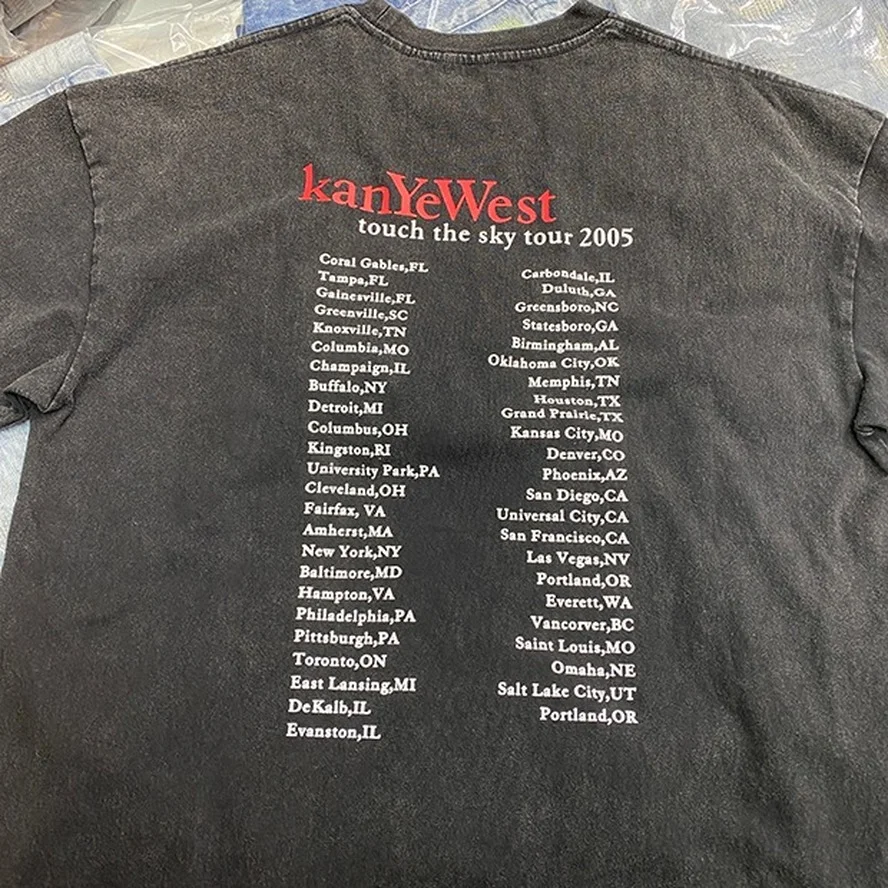 kanYeWest
touch the sky tour 2005
Coral Gables,FL
Tampa,FL
Gainesville,FL
Greenville,SC
Knoxville,TN
Columbia,MO
Champaign,IL
Buffalo,NY
Detroit,MI
Columbus,OH
Kingston,RI
University Park,PA
Cleveland,OH
Fairfax, VA
Amherst,MA
New York,NY
Baltimore,MD
Hampton,VA
Philadelphia,PA
Pittsburgh,PA
Toronto,ON
East Lansing,MI
DeKalb,IL
Evanston,IL
Carbondale,IL
Duluth,GA
Greensboro,NC
Statesboro,GA
Birmingham,AL
Oklahoma City,OK
Memphis,TN
Houston,TX
Grand Prairie,TX
Kansas City,MO
Denver,CO
Phoenix,AZ
San Diego,CA
Universal City,CA
San Francisco,CA
Las Vegas,NV
Portland,OR
Everett,WA
Vancorver,BC
Saint Louis,MO
Omaha,NE
Salt Lake City,UT
Portland,OR